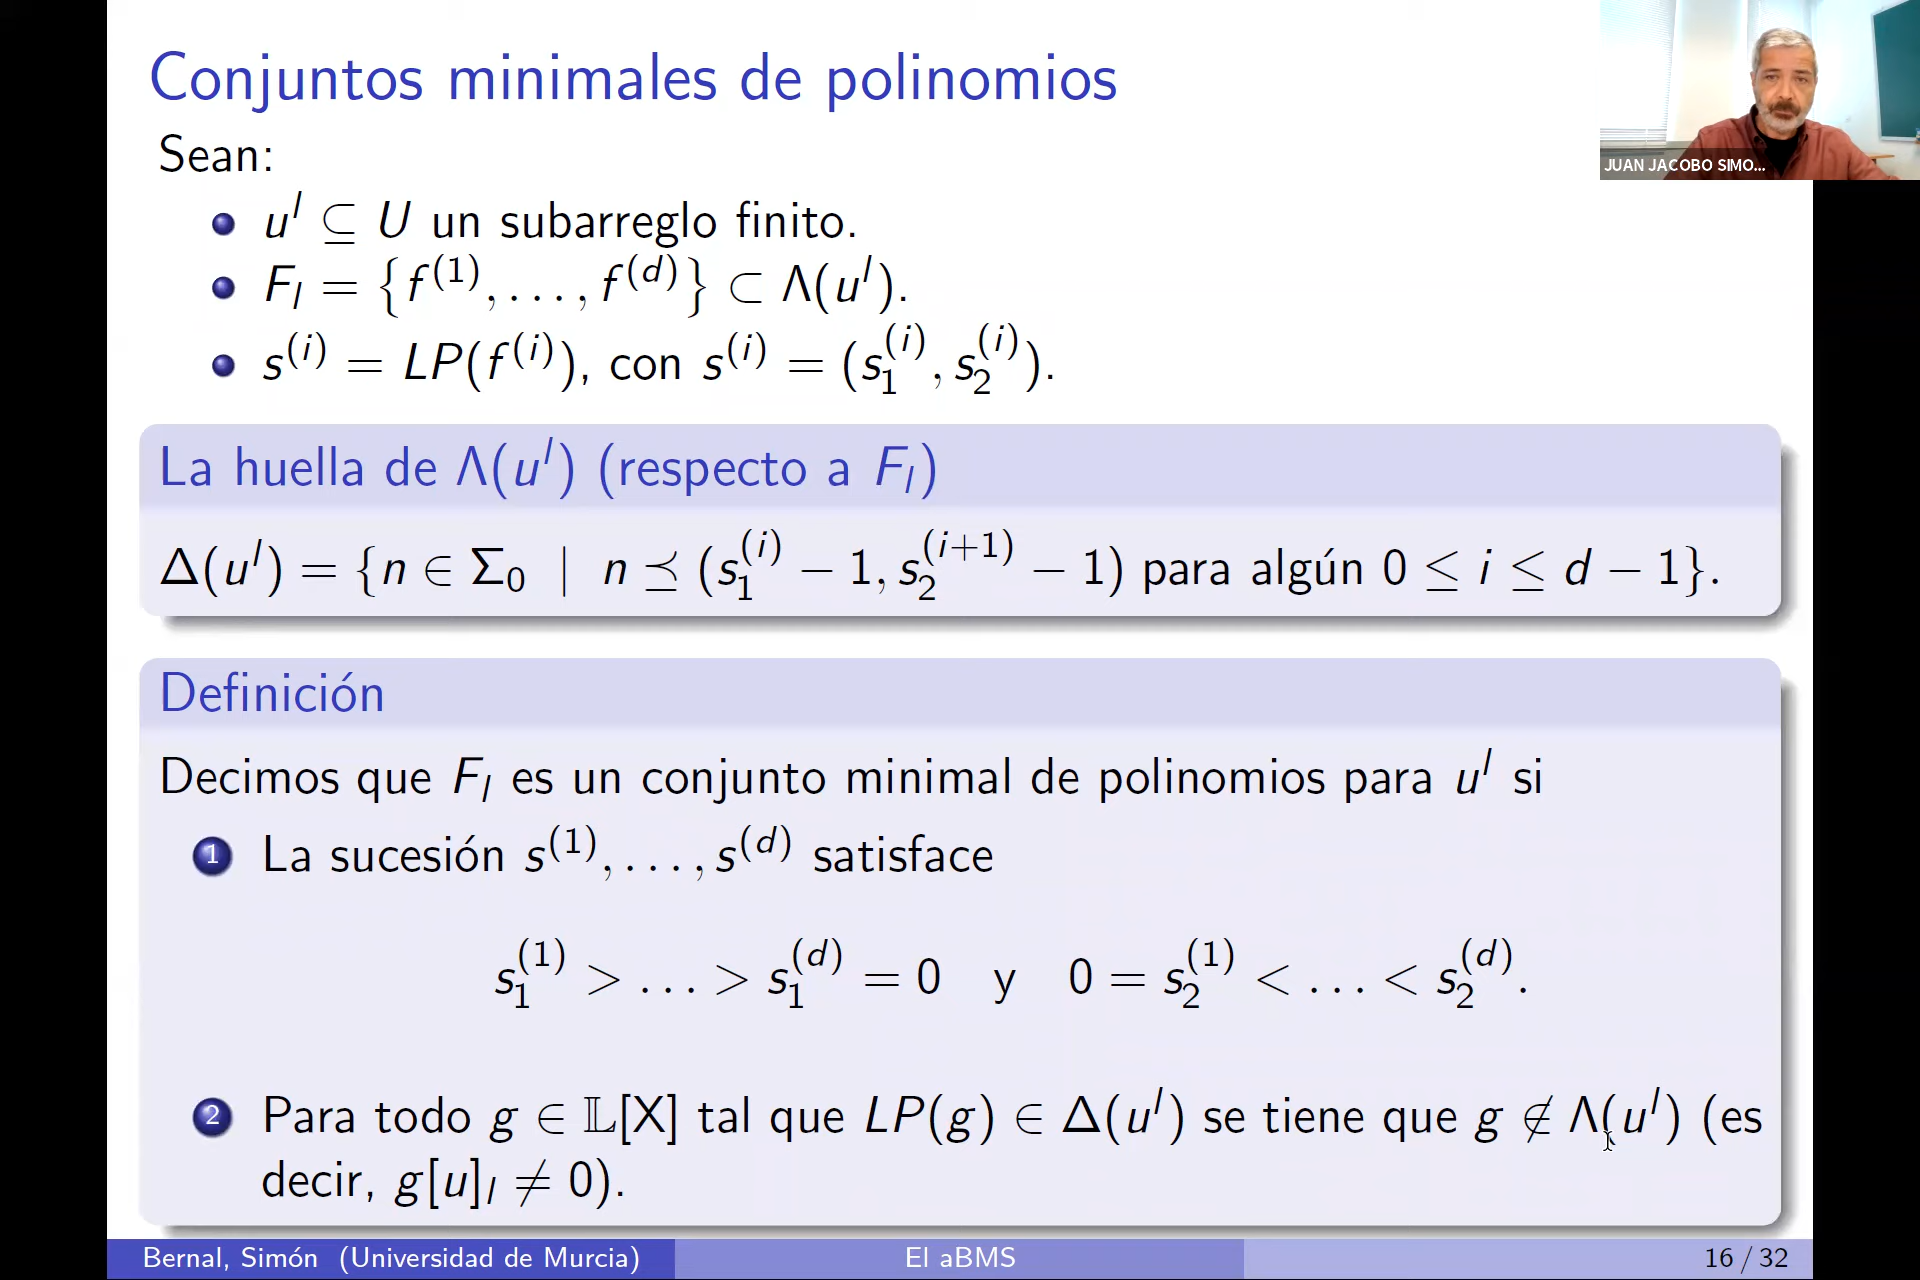 Conjuntos minimales de polinomios
JUAN JACOBO SIMO...
Sean:
u^l ⊆ U un subarreglo finito.
F_l = {f^(1), . . . , f^(d)} ⊂ Λ(u^l).
s^(i) = LP(f^(i)), con s^(i) = (s_1^(i), s_2^(i)).
La huella de Λ(u^l) (respecto a F_l)
Δ(u^l) = {n ∈ Σ_0 | n ⪯ (s_1^(i) − 1, s_2^(i+1) − 1) para algún 0 ≤ i ≤ d − 1}.
Definición
Decimos que F_l es un conjunto minimal de polinomios para u^l si
1 La sucesión s^(1), . . . , s^(d) satisface
s_1^(1) > . . . > s_1^(d) = 0 y 0 = s_2^(1) < . . . < s_2^(d).
2 Para todo g ∈ 𝕃[X] tal que LP(g) ∈ Δ(u^l) se tiene que g ∉ Λ(u^l) (es
decir, g[u]_l ≠ 0).
Bernal, Simón (Universidad de Murcia)
El aBMS
16 / 32